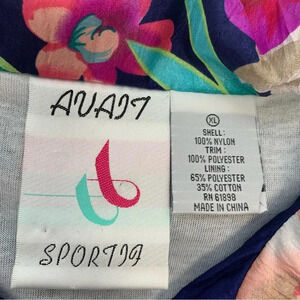 AVAIT
SPORTIF
XL
SHELL :
100% NYLON
TRIM :
100% POLYESTER
LINING :
65% POLYESTER
35% COTTON
RN 61898
MADE IN CHINA